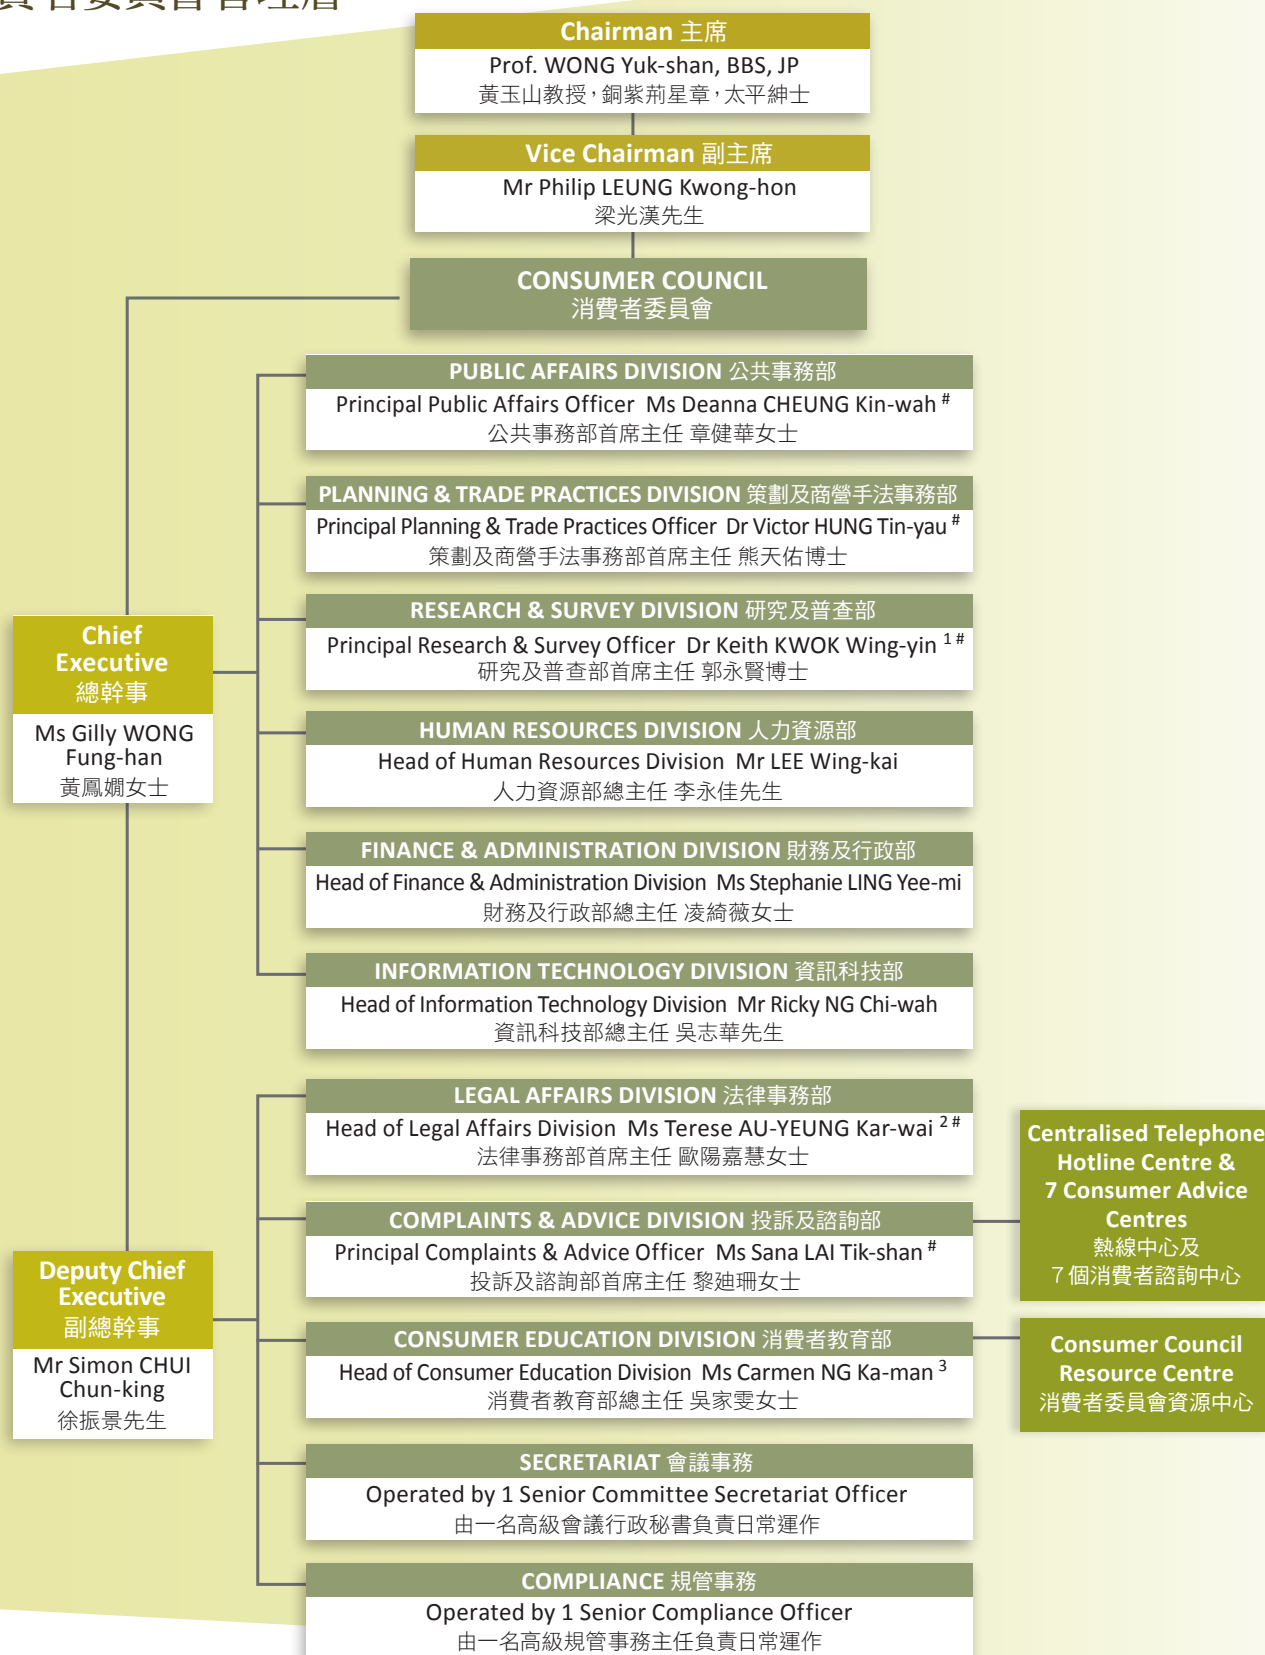 Chairman 主席
Prof. WONG Yuk-shan, BBS, JP
黃玉山教授，銅紫荊星章，太平紳士
Vice Chairman 副主席
Mr Philip LEUNG Kwong-hon
梁光漢先生
CONSUMER COUNCIL
消費者委員會
PUBLIC AFFAIRS DIVISION 公共事務部
Principal Public Affairs Officer Ms Deanna CHEUNG Kin-wah #
公共事務部首席主任 章健華女士
PLANNING & TRADE PRACTICES DIVISION 策劃及商營手法事務部
Principal Planning & Trade Practices Officer Dr Victor HUNG Tin-yau #
策劃及商營手法事務部首席主任 熊天佑博士
RESEARCH & SURVEY DIVISION 研究及普查部
Principal Research & Survey Officer Dr Keith KWOK Wing-yin 1 #
研究及普查部首席主任 郭永賢博士
Chief
Executive
總幹事
Ms Gilly WONG
Fung-han
黃鳳嫺女士
HUMAN RESOURCES DIVISION 人力資源部
Head of Human Resources Division Mr LEE Wing-kai
人力資源部總主任 李永佳先生
FINANCE & ADMINISTRATION DIVISION 財務及行政部
Head of Finance & Administration Division Ms Stephanie LING Yee-mi
財務及行政部總主任 凌綺薇女士
INFORMATION TECHNOLOGY DIVISION 資訊科技部
Head of Information Technology Division Mr Ricky NG Chi-wah
資訊科技部總主任 吳志華先生
LEGAL AFFAIRS DIVISION 法律事務部
Head of Legal Affairs Division Ms Terese AU-YEUNG Kar-wai 2 #
法律事務部首席主任 歐陽嘉慧女士
Centralised Telephone
Hotline Centre &
7 Consumer Advice
Centres
熱線中心及
7個消費者諮詢中心
COMPLAINTS & ADVICE DIVISION 投訴及諮詢部
Principal Complaints & Advice Officer Ms Sana LAI Tik-shan #
投訴及諮詢部首席主任 黎廸珊女士
Deputy Chief
Executive
副總幹事
Mr Simon CHUI
Chun-king
徐振景先生
CONSUMER EDUCATION DIVISION 消費者教育部
Head of Consumer Education Division Ms Carmen NG Ka-man 3
消費者教育部總主任 吳家雯女士
Consumer Council
Resource Centre
消費者委員會資源中心
SECRETARIAT 會議事務
Operated by 1 Senior Committee Secretariat Officer
由一名高級會議行政秘書負責日常運作
COMPLIANCE 規管事務
Operated by 1 Senior Compliance Officer
由一名高級規管事務主任負責日常運作